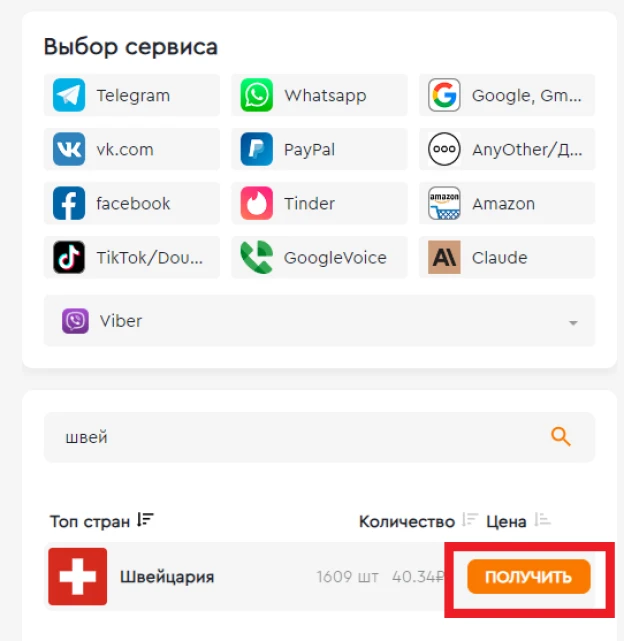 Выбор сервиса
Telegram Whatsapp Google, Gm...
vk.com PayPal AnyOther/Д...
facebook Tinder amazon Amazon
TikTok/Dou... GoogleVoice Claude
Viber
швей
Топ стран Количество Цена
Швейцария 1609 шт 40.34₽ ПОЛУЧИТЬ